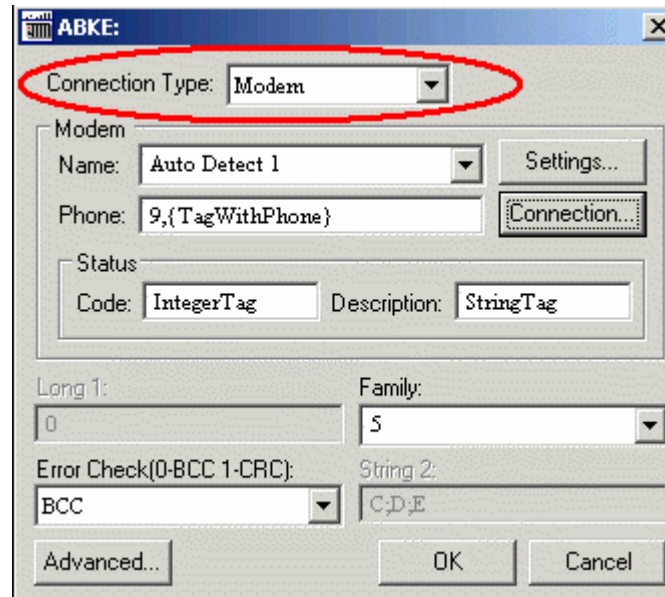 ABKE:
Connection Type: Modem
Modem
Name: Auto Detect 1 Settings...
Phone: 9,{TagWithPhone} Connection...
Status
Code: IntegerTag Description: StringTag
Long 1: Family:
0 5
Error Check(0-BCC 1-CRC): String 2:
BCC C;D;E
Advanced... OK Cancel